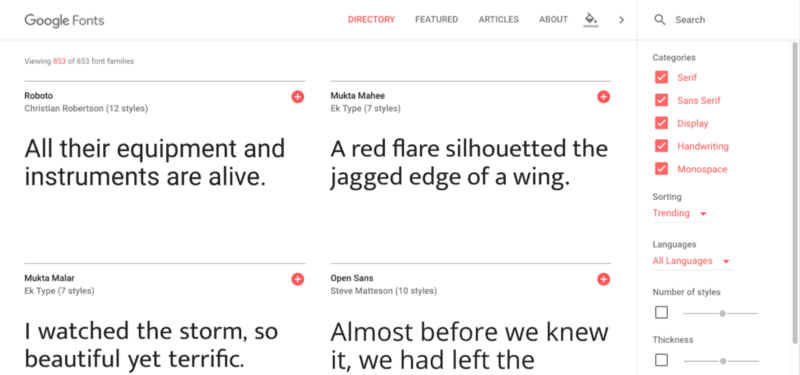 Google Fonts
DIRECTORY FEATURED ARTICLES ABOUT
Search
Viewing 853 of 853 font families
Roboto
Christian Robertson (12 styles)
All their equipment and
instruments are alive.
Mukta Mahee
Ek Type (7 styles)
A red flare silhouetted the
jagged edge of a wing.
Mukta Malar
Ek Type (7 styles)
I watched the storm, so
beautiful yet terrific.
Open Sans
Steve Matteson (10 styles)
Almost before we knew
it, we had left the
Categories
Serif
Sans Serif
Display
Handwriting
Monospace
Sorting
Trending
Languages
All Languages
Number of styles
Thickness